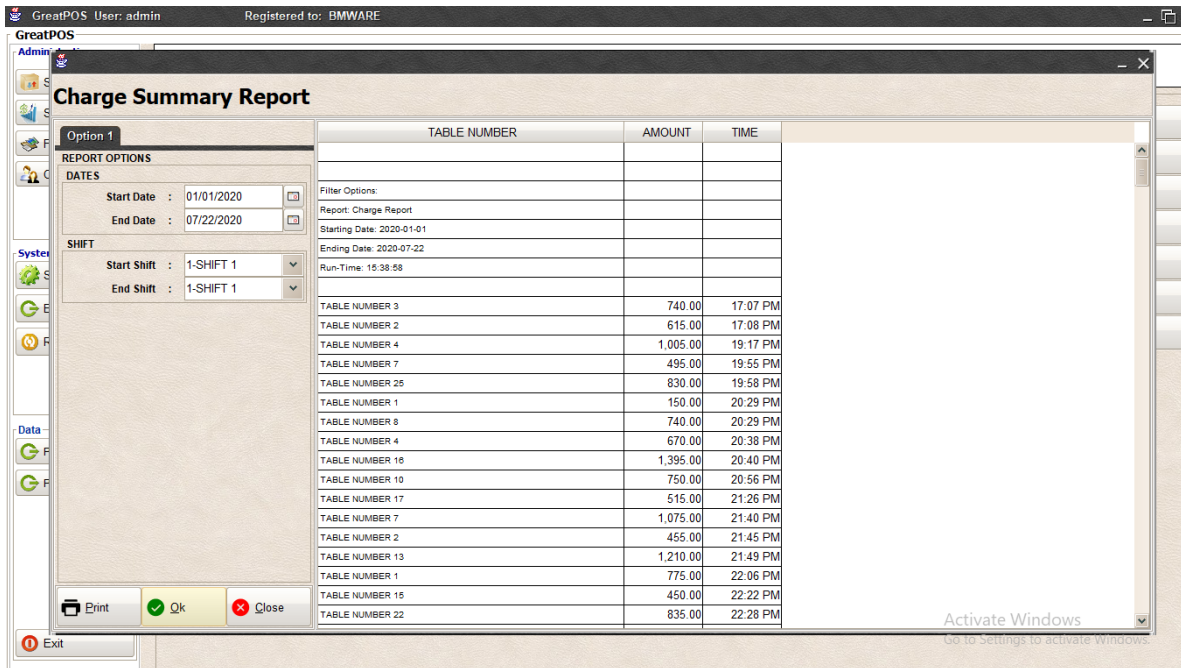 GreatPOS User: admin Registered to: BMWARE
GreatPOS
Charge Summary Report
Option 1
REPORT OPTIONS
DATES
Start Date : 01/01/2020
End Date : 07/22/2020
SHIFT
Start Shift : 1-SHIFT 1
End Shift : 1-SHIFT 1
Print Ok Close
TABLE NUMBER AMOUNT TIME
Filter Options:
Report: Charge Report
Starting Date: 2020-01-01
Ending Date: 2020-07-22
Run-Time: 15:38:58
TABLE NUMBER 3 740.00 17:07 PM
TABLE NUMBER 2 615.00 17:08 PM
TABLE NUMBER 4 1,005.00 19:17 PM
TABLE NUMBER 7 495.00 19:55 PM
TABLE NUMBER 25 830.00 19:58 PM
TABLE NUMBER 1 150.00 20:29 PM
TABLE NUMBER 8 740.00 20:29 PM
TABLE NUMBER 4 670.00 20:38 PM
TABLE NUMBER 16 1,395.00 20:40 PM
TABLE NUMBER 10 750.00 20:56 PM
TABLE NUMBER 17 515.00 21:26 PM
TABLE NUMBER 7 1,075.00 21:40 PM
TABLE NUMBER 2 455.00 21:45 PM
TABLE NUMBER 13 1,210.00 21:49 PM
TABLE NUMBER 1 775.00 22:06 PM
TABLE NUMBER 15 450.00 22:22 PM
TABLE NUMBER 22 835.00 22:28 PM
Data
Exit
Activate Windows
Go to Settings to activate Windows.